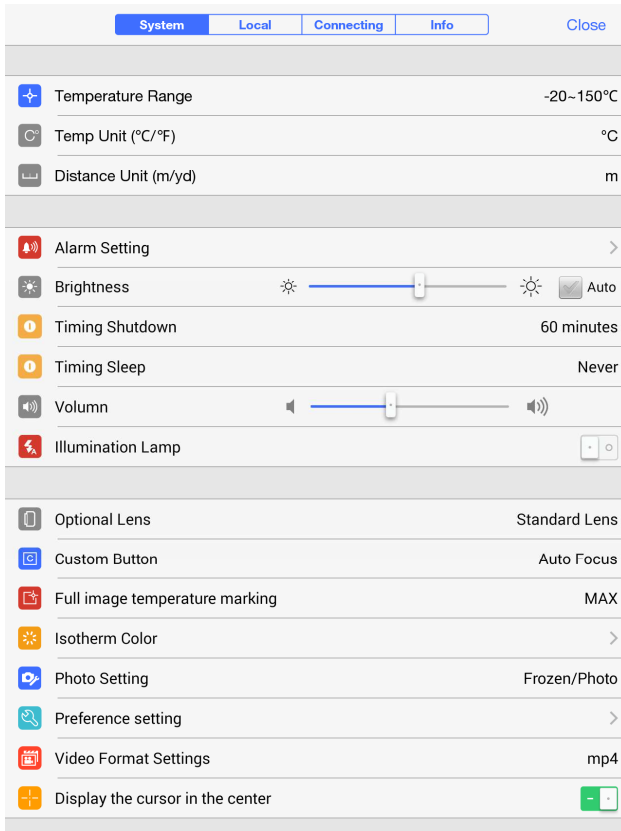 System Local Connecting Info Close
Temperature Range -20~150℃
Temp Unit (℃/℉) ℃
Distance Unit (m/yd) m
Alarm Setting
Brightness Auto
Timing Shutdown 60 minutes
Timing Sleep Never
Volumn
Illumination Lamp
Optional Lens Standard Lens
Custom Button Auto Focus
Full image temperature marking MAX
Isotherm Color
Photo Setting Frozen/Photo
Preference setting
Video Format Settings mp4
Display the cursor in the center